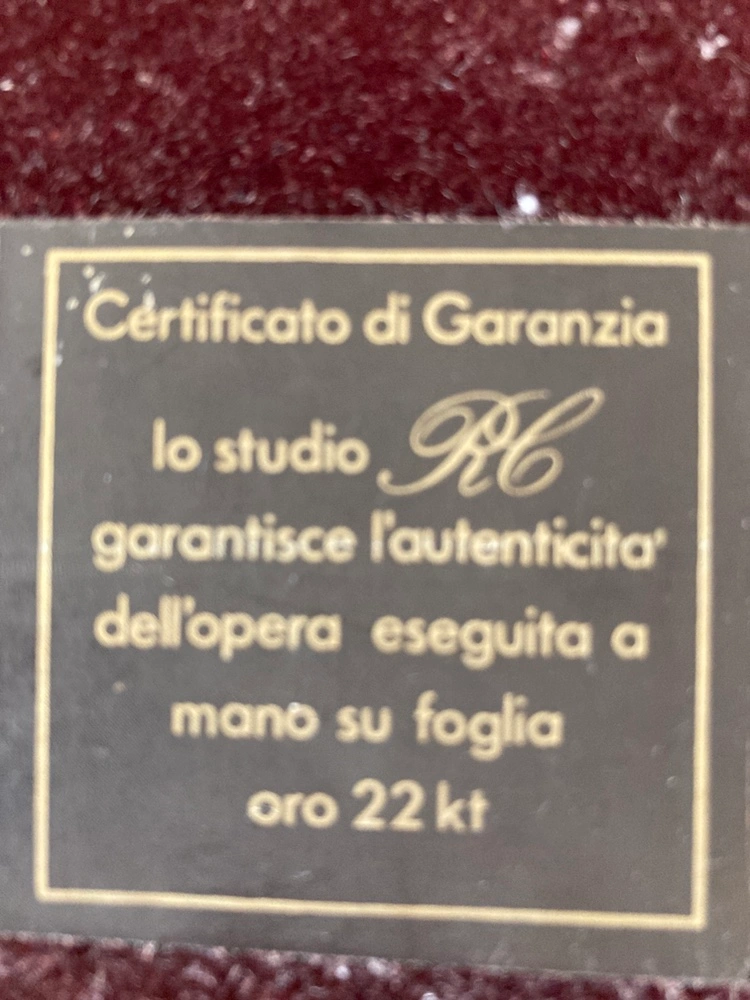 Certificato di Garanzia
lo studio RC
garantisce l'autenticita'
dell'opera eseguita a
mano su foglia
oro 22 kt